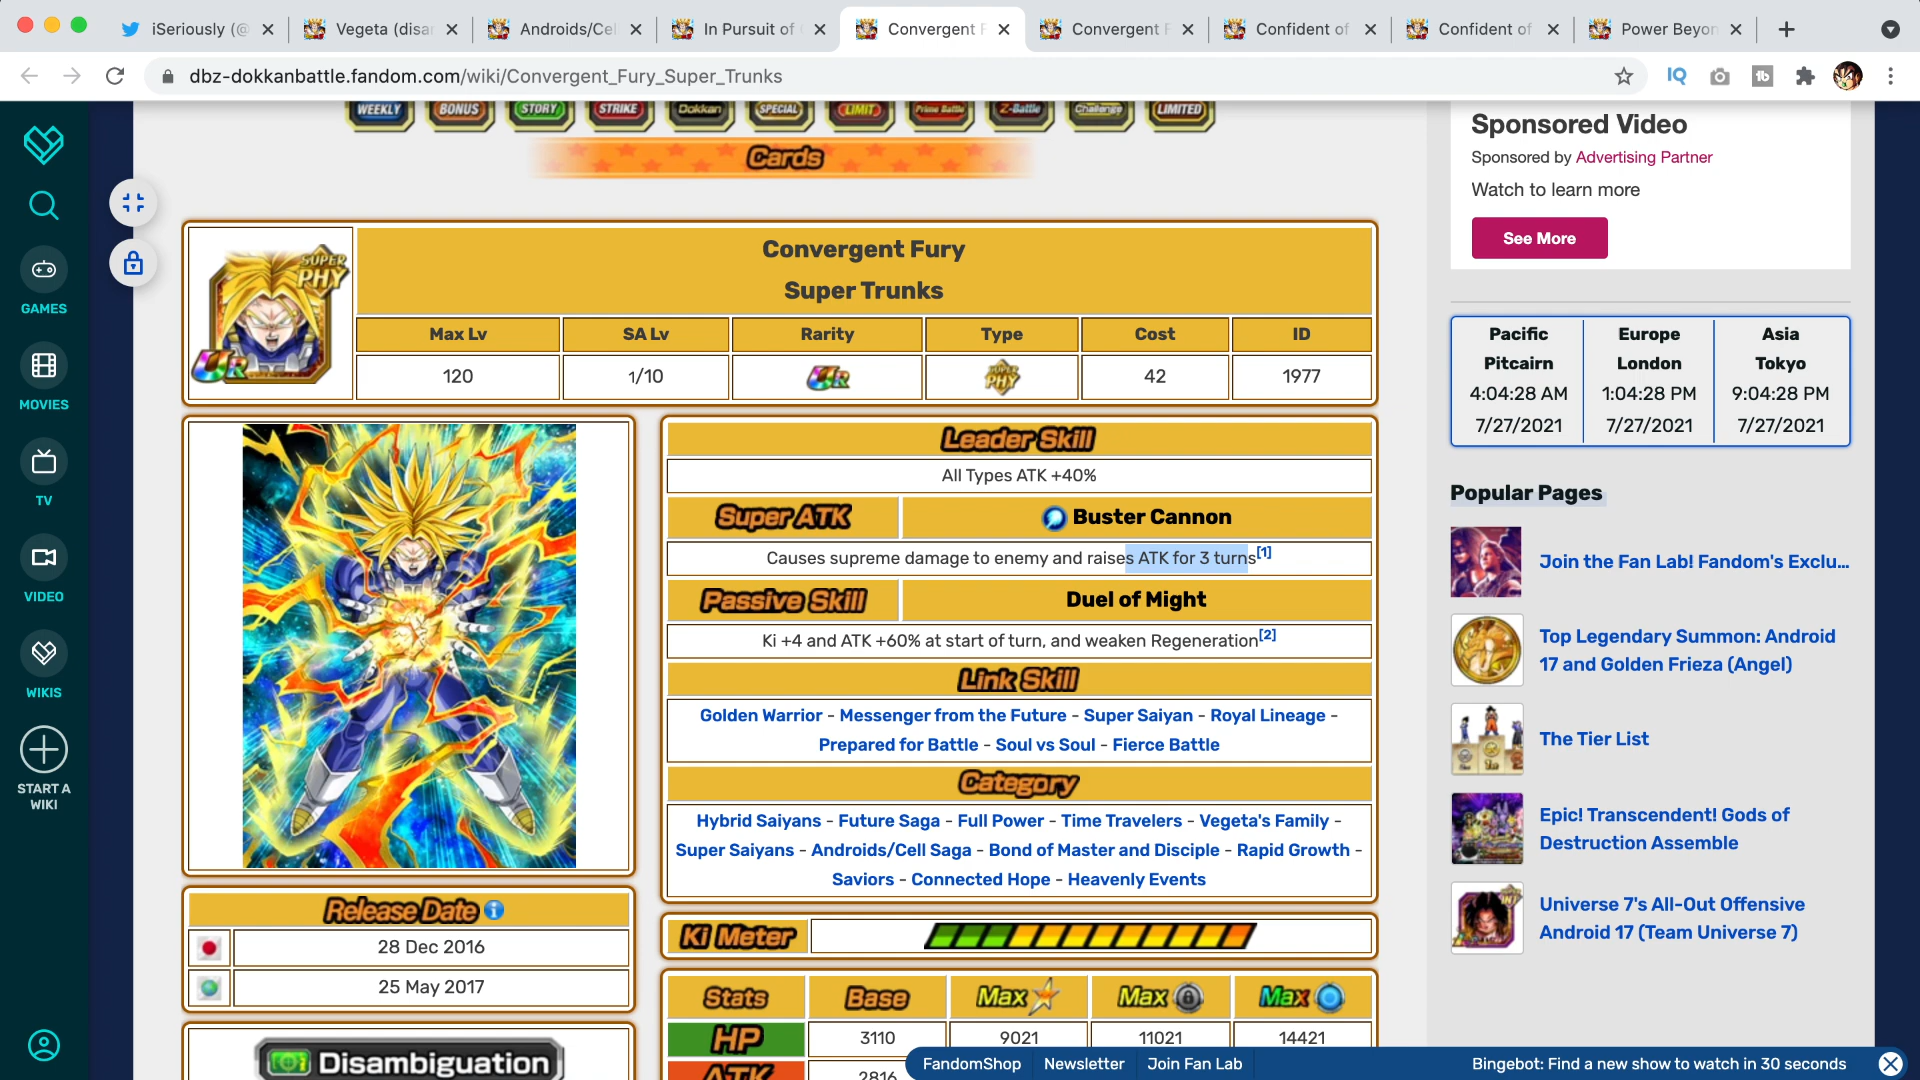 iSeriously (@
Vegeta (disar
Androids/Cel
In Pursuit of
Convergent F
Convergent F
Confident of
Confident of
Power Beyon
dbz-dokkanbattle.fandom.com/wiki/Convergent_Fury_Super_Trunks
IQ
tb
WEEKLY BONUS STORY STRIKE Dokkan SPECIAL LIMIT Prime Battle Z-Battle Challenge LIMITED
Cards
GAMES
MOVIES
TV
VIDEO
WIKIS
START A
WIKI
SUPER
PHY
UR
Convergent Fury
Super Trunks
Max Lv SA Lv Rarity Type Cost ID
120 1/10 UR SUPER PHY 42 1977
Leader Skill
All Types ATK +40%
Super ATK Buster Cannon
Causes supreme damage to enemy and raises ATK for 3 turns[1]
Passive Skill Duel of Might
Ki +4 and ATK +60% at start of turn, and weaken Regeneration[2]
Link Skill
Golden Warrior - Messenger from the Future - Super Saiyan - Royal Lineage -
Prepared for Battle - Soul vs Soul - Fierce Battle
Category
Hybrid Saiyans - Future Saga - Full Power - Time Travelers - Vegeta's Family -
Super Saiyans - Androids/Cell Saga - Bond of Master and Disciple - Rapid Growth -
Saviors - Connected Hope - Heavenly Events
Release Date
28 Dec 2016
25 May 2017
Disambiguation
Ki Meter
Stats Base Max Max Max
HP 3110 9021 11021 14421
ATK 2816
Sponsored Video
Sponsored by Advertising Partner
Watch to learn more
See More
Pacific Europe Asia
Pitcairn London Tokyo
4:04:28 AM 1:04:28 PM 9:04:28 PM
7/27/2021 7/27/2021 7/27/2021
Popular Pages
Join the Fan Lab! Fandom's Exclu...
Top Legendary Summon: Android
17 and Golden Frieza (Angel)
The Tier List
Epic! Transcendent! Gods of
Destruction Assemble
Universe 7's All-Out Offensive
Android 17 (Team Universe 7)
FandomShop Newsletter Join Fan Lab
Bingebot: Find a new show to watch in 30 seconds